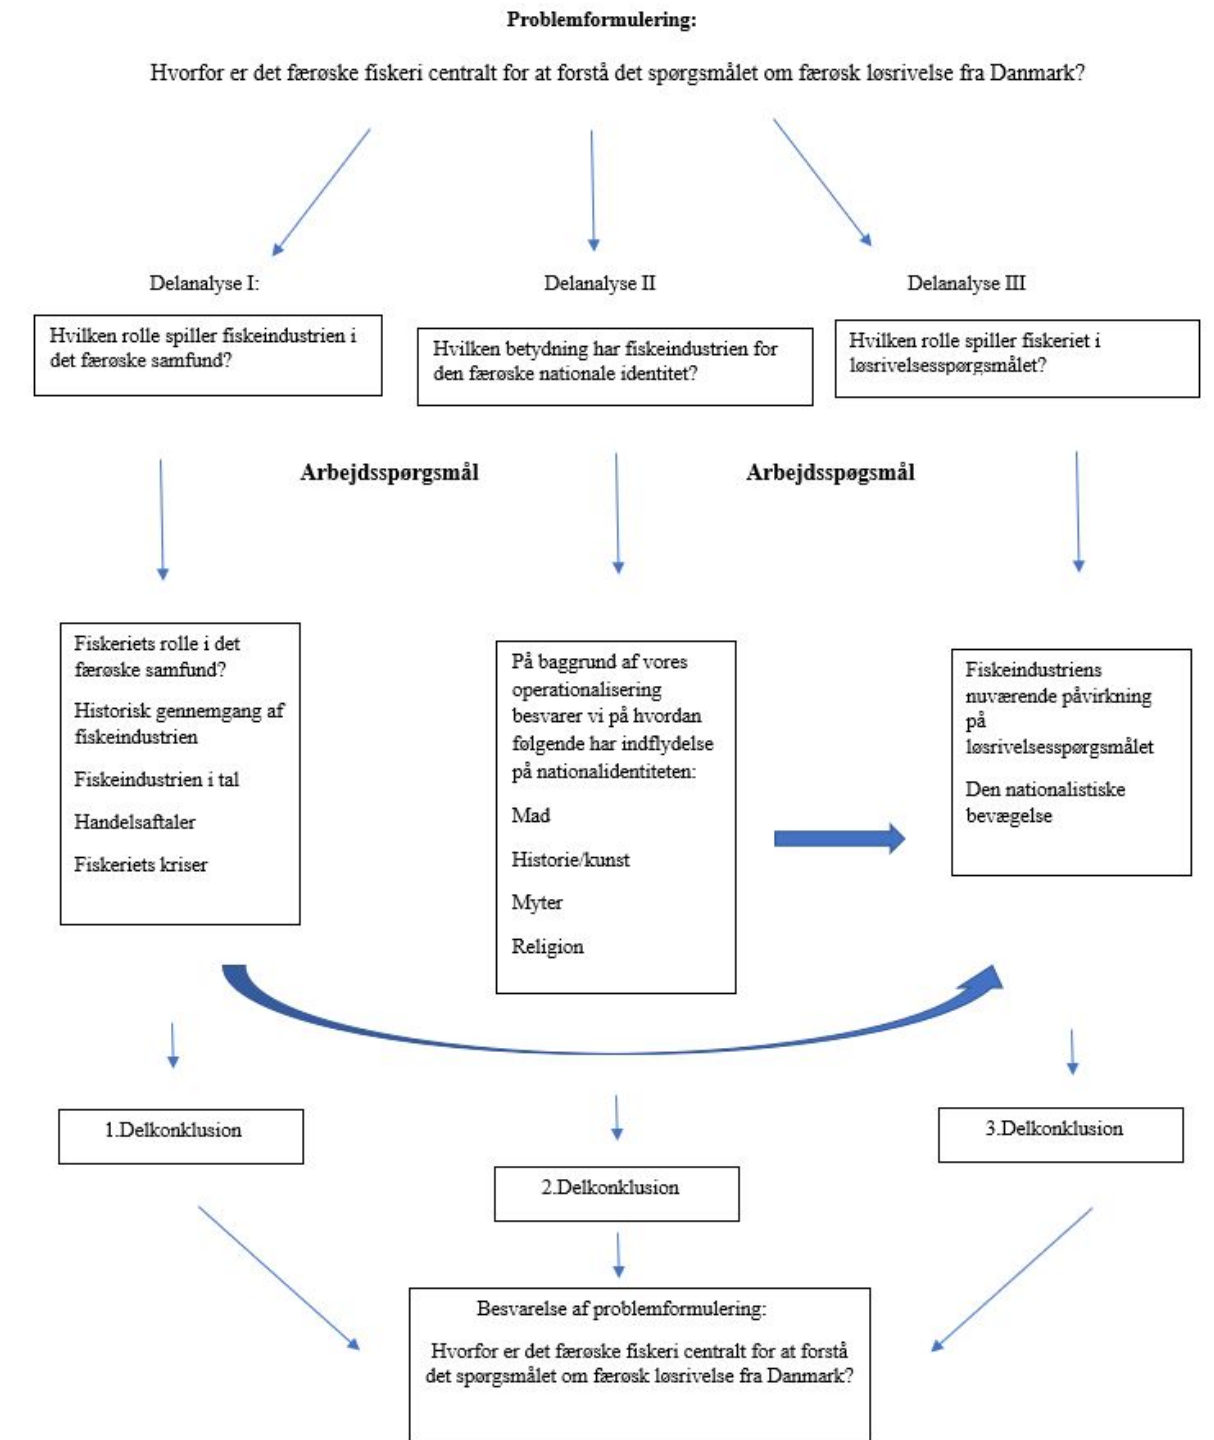 Problemformulering:
Hvorfor er det færøske fiskeri centralt for at forstå det spørgsmålet om færøsk løsrivelse fra Danmark?
Delanalyse I:
Hvilken rolle spiller fiskeindustrien i
det færøske samfund?
Delanalyse II
Hvilken betydning har fiskeindustrien for
den færøske nationale identitet?
Delanalyse III
Hvilken rolle spiller fiskeriet i
løsrivelsesspørgsmålet?
Arbejdsspørgsmål
Arbejdsspøgsmål
Fiskeriets rolle i det
færøske samfund?
Historisk gennemgang af
fiskeindustrien
Fiskeindustrien i tal
Handelsaftaler
Fiskeriets kriser
På baggrund af vores
operationalisering
besvarer vi på hvordan
følgende har indflydelse
på nationalidentiteten:
Mad
Historie/kunst
Myter
Religion
Fiskeindustriens
nuværende påvirkning
på
løsrivelsesspørgsmålet
Den nationalistiske
bevægelse
1.Delkonklusion
2.Delkonklusion
3.Delkonklusion
Besvarelse af problemformulering:
Hvorfor er det færøske fiskeri centralt for at forstå
det spørgsmålet om færøsk løsrivelse fra Danmark?